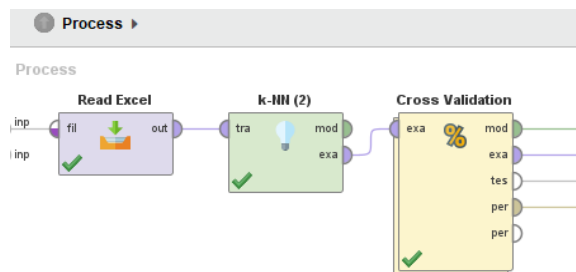 Process
Process
Read Excel
k-NN (2)
Cross Validation
inp
fil
out
tra
mod
exa
mod
inp
exa
exa
tes
per
per
%